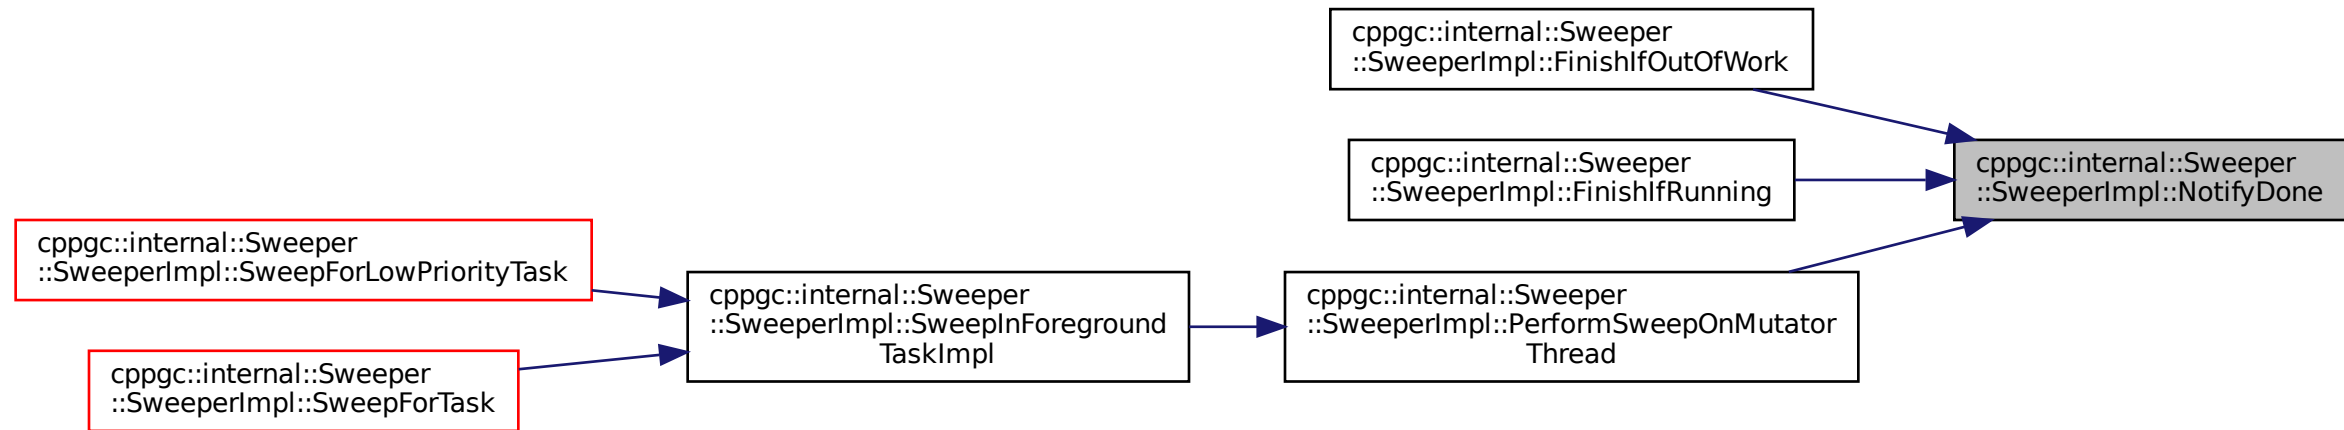 cppgc::internal::Sweeper
::SweeperImpl::FinishIfOutOfWork
cppgc::internal::Sweeper
::SweeperImpl::FinishIfRunning
cppgc::internal::Sweeper
::SweeperImpl::NotifyDone
cppgc::internal::Sweeper
::SweeperImpl::SweepForLowPriorityTask
cppgc::internal::Sweeper
::SweeperImpl::SweepInForeground
TaskImpl
cppgc::internal::Sweeper
::SweeperImpl::PerformSweepOnMutator
Thread
cppgc::internal::Sweeper
::SweeperImpl::SweepForTask